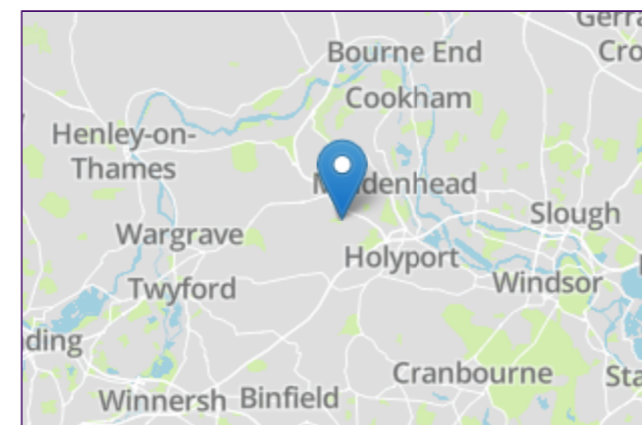 Bourne End
Cookham
Henley-on-
Thames
Slough
Wargrave
Holyport
Windsor
Twyford
Cranbourne
Winnersh
Binfield